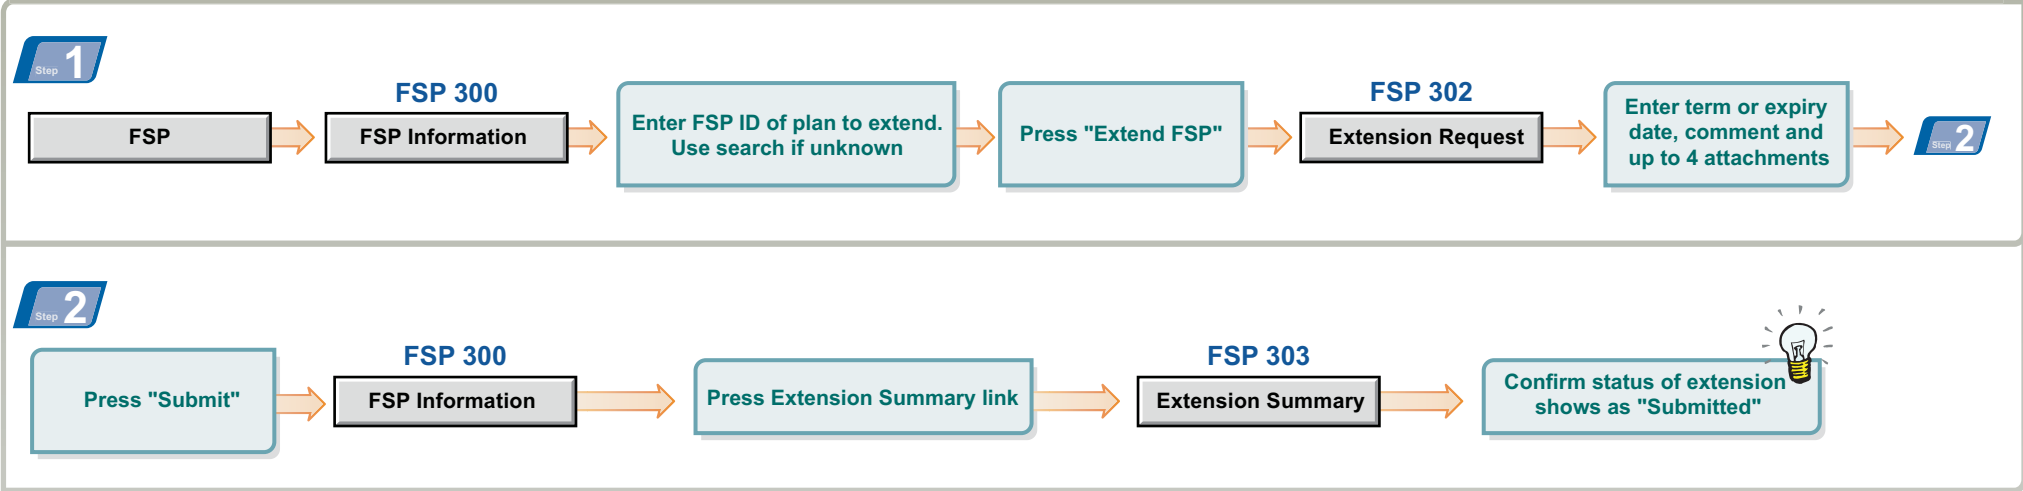 Step 1
FSP 300
FSP 302
FSP
FSP Information
Enter FSP ID of plan to extend.
Use search if unknown
Press "Extend FSP"
Extension Request
Enter term or expiry
date, comment and
up to 4 attachments
Step 2
Step 2
FSP 300
FSP 303
Press "Submit"
FSP Information
Press Extension Summary link
Extension Summary
Confirm status of extension
shows as "Submitted"